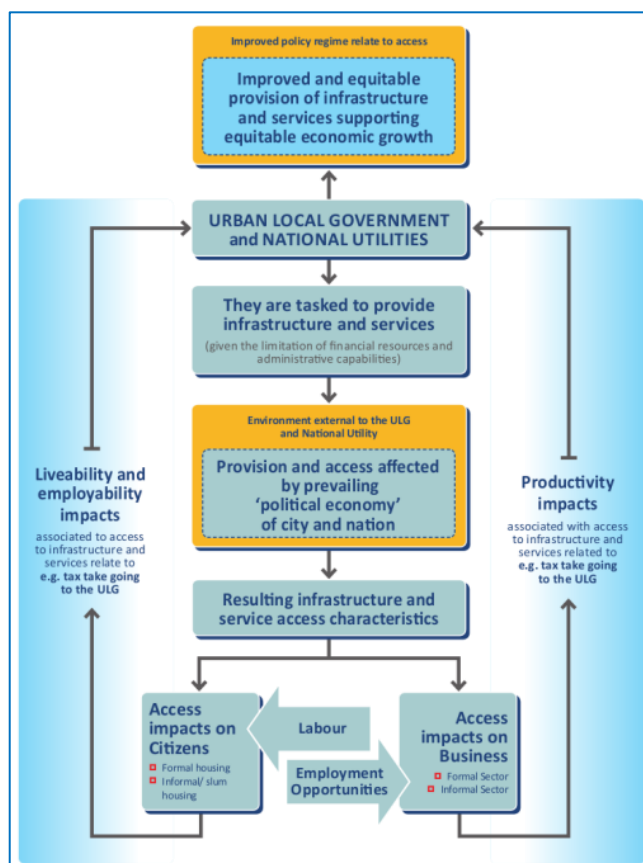 Improved policy regime relate to access
Improved and equitable
provision of infrastructure
and services supporting
equitable economic growth
URBAN LOCAL GOVERNMENT
and NATIONAL UTILITIES
They are tasked to provide
infrastructure and services
(given the limitation of financial resources and
administrative capabilities)
Environment external to the ULG
and National Utility
Provision and access affected
by prevailing
‘political economy’
of city and nation
Liveability and
employability
impacts
associated to access
to infrastructure and
services relate to
e.g. tax take going
to the ULG
Productivity
impacts
associated with access
to infrastructure and
services related to
e.g. tax take going
to the ULG
Resulting infrastructure and
service access characteristics
Access
impacts on
Citizens
Formal housing
Informal/ slum
housing
Labour
Employment
Opportunities
Access
impacts on
Business
Formal Sector
Informal Sector